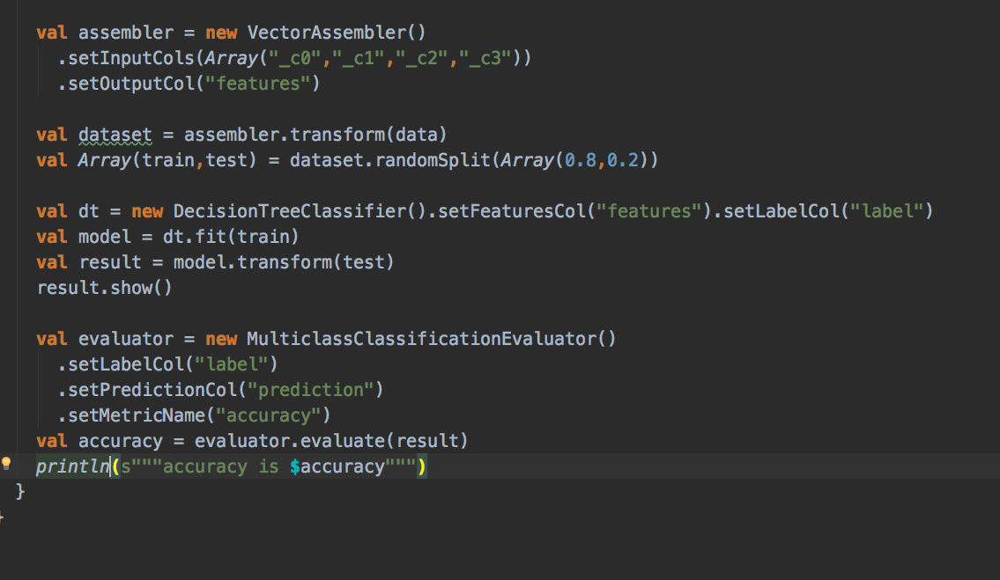 val assembler = new VectorAssembler()
.setInputCols(Array("_c0","_c1","_c2","_c3"))
.setOutputCol("features")
val dataset = assembler.transform(data)
val Array(train,test) = dataset.randomSplit(Array(0.8,0.2))
val dt = new DecisionTreeClassifier().setFeaturesCol("features").setLabelCol("label")
val model = dt.fit(train)
val result = model.transform(test)
result.show()
val evaluator = new MulticlassClassificationEvaluator()
.setLabelCol("label")
.setPredictionCol("prediction")
.setMetricName("accuracy")
val accuracy = evaluator.evaluate(result)
println(s"""accuracy is $accuracy""")
}